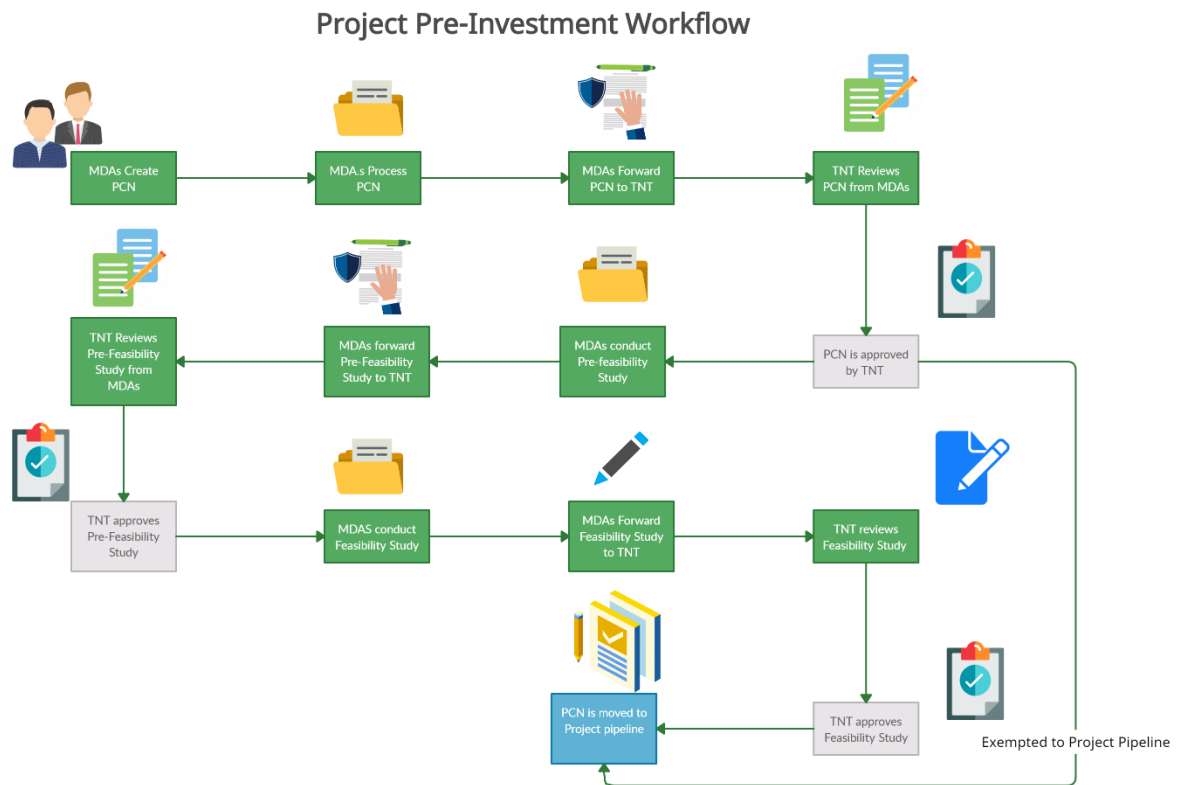 Project Pre-Investment Workflow
MDAs Create
PCN
MDA.s Process
PCN
MDAs Forward
PCN to TNT
TNT Reviews
PCN from MDAs
PCN is approved
by TNT
MDAs conduct
Pre-feasibility
Study
MDAs forward
Pre-Feasibility
Study to TNT
TNT Reviews
Pre-Feasibility
Study from
MDAs
TNT approves
Pre-Feasibility
Study
MDAS conduct
Feasibility Study
MDAs Forward
Feasibility Study
to TNT
TNT reviews
Feasibility Study
TNT approves
Feasibility Study
PCN is moved to
Project pipeline
Exempted to Project Pipeline